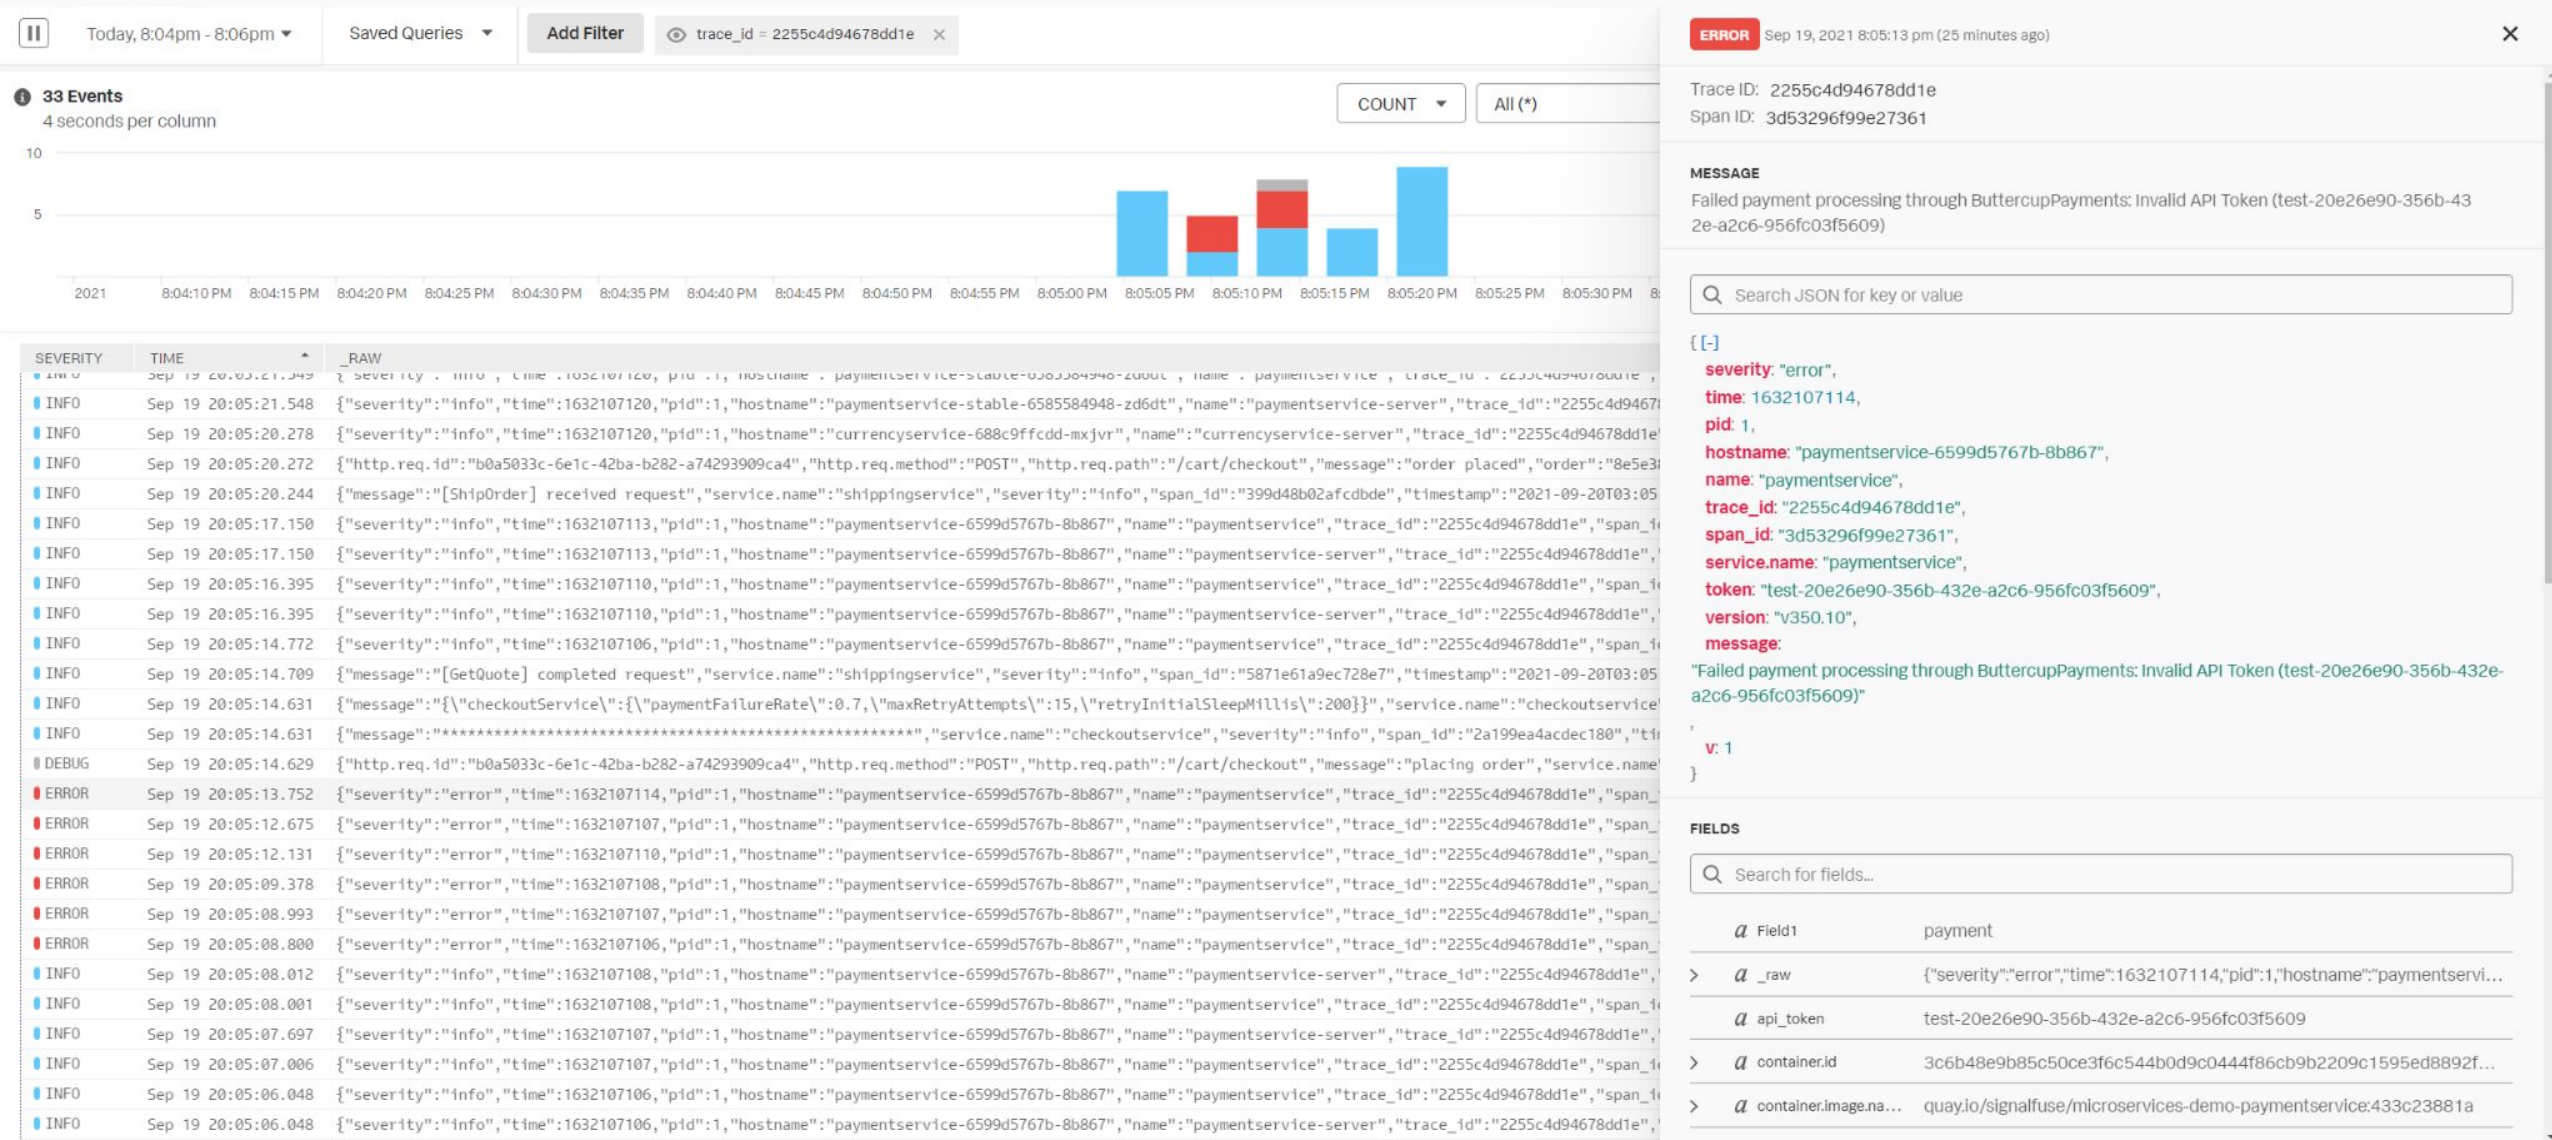 Today, 8:04pm - 8:06pm
Saved Queries
Add Filter
trace_id = 2255c4d94678dd1e
33 Events
4 seconds per column
COUNT
All (*)
10
5
2021 8:04:10 PM 8:04:15 PM 8:04:20 PM 8:04:25 PM 8:04:30 PM 8:04:35 PM 8:04:40 PM 8:04:45 PM 8:04:50 PM 8:04:55 PM 8:05:00 PM 8:05:05 PM 8:05:10 PM 8:05:15 PM 8:05:20 PM 8:05:25 PM 8:05:30 PM 8:
SEVERITY TIME _RAW
INFO Sep 19 20:05:21.549 {"severity":"info","time":1632107120,"pid":1,"hostname":"paymentservice-stable-6585584948-zd6dt","name":"paymentservice","trace_id":"2255c4d94678dd1e",
INFO Sep 19 20:05:21.548 {"severity":"info","time":1632107120,"pid":1,"hostname":"paymentservice-stable-6585584948-zd6dt","name":"paymentservice-server","trace_id":"2255c4d9467
INFO Sep 19 20:05:20.278 {"severity":"info","time":1632107120,"pid":1,"hostname":"currencyservice-688c9ffcdd-mxjvr","name":"currencyservice-server","trace_id":"2255c4d94678dd1e
INFO Sep 19 20:05:20.272 {"http.req.id":"b0a5033c-6e1c-42ba-b282-a74293909ca4","http.req.method":"POST","http.req.path":"/cart/checkout","message":"order placed","order":"8e5e3
INFO Sep 19 20:05:20.244 {"message":"[ShipOrder] received request","service.name":"shippingservice","severity":"info","span_id":"399d48b02afcdbde","timestamp":"2021-09-20T03:05
INFO Sep 19 20:05:17.150 {"severity":"info","time":1632107113,"pid":1,"hostname":"paymentservice-6599d5767b-8b867","name":"paymentservice","trace_id":"2255c4d94678dd1e","span_i
INFO Sep 19 20:05:17.150 {"severity":"info","time":1632107113,"pid":1,"hostname":"paymentservice-6599d5767b-8b867","name":"paymentservice-server","trace_id":"2255c4d94678dd1e",
INFO Sep 19 20:05:16.395 {"severity":"info","time":1632107110,"pid":1,"hostname":"paymentservice-6599d5767b-8b867","name":"paymentservice","trace_id":"2255c4d94678dd1e","span_i
INFO Sep 19 20:05:16.395 {"severity":"info","time":1632107110,"pid":1,"hostname":"paymentservice-6599d5767b-8b867","name":"paymentservice-server","trace_id":"2255c4d94678dd1e",
INFO Sep 19 20:05:14.772 {"severity":"info","time":1632107106,"pid":1,"hostname":"paymentservice-6599d5767b-8b867","name":"paymentservice","trace_id":"2255c4d94678dd1e","span_i
INFO Sep 19 20:05:14.709 {"message":"[GetQuote] completed request","service.name":"shippingservice","severity":"info","span_id":"5871e61a9ec728e7","timestamp":"2021-09-20T03:05
INFO Sep 19 20:05:14.631 {"message":"{\"checkoutService\":{\"paymentFailureRate\":0.7,\"maxRetryAttempts\":15,\"retryInitialSleepMillis\":200}}","service.name":"checkoutservice"
INFO Sep 19 20:05:14.631 {"message":"******************************************************","service.name":"checkoutservice","severity":"info","span_id":"2a199ea4acdec180","ti
DEBUG Sep 19 20:05:14.629 {"http.req.id":"b0a5033c-6e1c-42ba-b282-a74293909ca4","http.req.method":"POST","http.req.path":"/cart/checkout","message":"placing order","service.name"
ERROR Sep 19 20:05:13.752 {"severity":"error","time":1632107114,"pid":1,"hostname":"paymentservice-6599d5767b-8b867","name":"paymentservice","trace_id":"2255c4d94678dd1e","span_
ERROR Sep 19 20:05:12.675 {"severity":"error","time":1632107107,"pid":1,"hostname":"paymentservice-6599d5767b-8b867","name":"paymentservice","trace_id":"2255c4d94678dd1e","span_
ERROR Sep 19 20:05:12.131 {"severity":"error","time":1632107110,"pid":1,"hostname":"paymentservice-6599d5767b-8b867","name":"paymentservice","trace_id":"2255c4d94678dd1e","span_
ERROR Sep 19 20:05:09.378 {"severity":"error","time":1632107108,"pid":1,"hostname":"paymentservice-6599d5767b-8b867","name":"paymentservice","trace_id":"2255c4d94678dd1e","span_
ERROR Sep 19 20:05:08.993 {"severity":"error","time":1632107107,"pid":1,"hostname":"paymentservice-6599d5767b-8b867","name":"paymentservice","trace_id":"2255c4d94678dd1e","span_
ERROR Sep 19 20:05:08.800 {"severity":"error","time":1632107106,"pid":1,"hostname":"paymentservice-6599d5767b-8b867","name":"paymentservice","trace_id":"2255c4d94678dd1e","span_
INFO Sep 19 20:05:08.012 {"severity":"info","time":1632107108,"pid":1,"hostname":"paymentservice-6599d5767b-8b867","name":"paymentservice-server","trace_id":"2255c4d94678dd1e",
INFO Sep 19 20:05:08.001 {"severity":"info","time":1632107108,"pid":1,"hostname":"paymentservice-6599d5767b-8b867","name":"paymentservice","trace_id":"2255c4d94678dd1e","span_i
INFO Sep 19 20:05:07.697 {"severity":"info","time":1632107107,"pid":1,"hostname":"paymentservice-6599d5767b-8b867","name":"paymentservice-server","trace_id":"2255c4d94678dd1e",
INFO Sep 19 20:05:07.006 {"severity":"info","time":1632107107,"pid":1,"hostname":"paymentservice-6599d5767b-8b867","name":"paymentservice","trace_id":"2255c4d94678dd1e","span_i
INFO Sep 19 20:05:06.048 {"severity":"info","time":1632107106,"pid":1,"hostname":"paymentservice-6599d5767b-8b867","name":"paymentservice","trace_id":"2255c4d94678dd1e","span_i
INFO Sep 19 20:05:06.048 {"severity":"info","time":1632107106,"pid":1,"hostname":"paymentservice-6599d5767b-8b867","name":"paymentservice-server","trace_id":"2255c4d94678dd1e",
ERROR Sep 19, 2021 8:05:13 pm (25 minutes ago)
Trace ID: 2255c4d94678dd1e
Span ID: 3d53296f99e27361
MESSAGE
Failed payment processing through ButtercupPayments: Invalid API Token (test-20e26e90-356b-43
2e-a2c6-956fc03f5609)
Search JSON for key or value
{ [-]
severity: "error",
time: 1632107114,
pid: 1,
hostname: "paymentservice-6599d5767b-8b867",
name: "paymentservice",
trace_id: "2255c4d94678dd1e",
span_id: "3d53296f99e27361",
service.name: "paymentservice",
token: "test-20e26e90-356b-432e-a2c6-956fc03f5609",
version: "v350.10",
message:
"Failed payment processing through ButtercupPayments: Invalid API Token (test-20e26e90-356b-432e-
a2c6-956fc03f5609)"
,
v: 1
}
FIELDS
Search for fields...
a Field1 payment
a _raw {"severity":"error","time":1632107114,"pid":1,"hostname":"paymentservi...
a api_token test-20e26e90-356b-432e-a2c6-956fc03f5609
a container.id 3c6b48e9b85c50ce3f6c544b0d9c0444f86cb9b2209c1595ed8892f...
a container.image.na... quay.io/signalfuse/microservices-demo-paymentservice:433c23881a